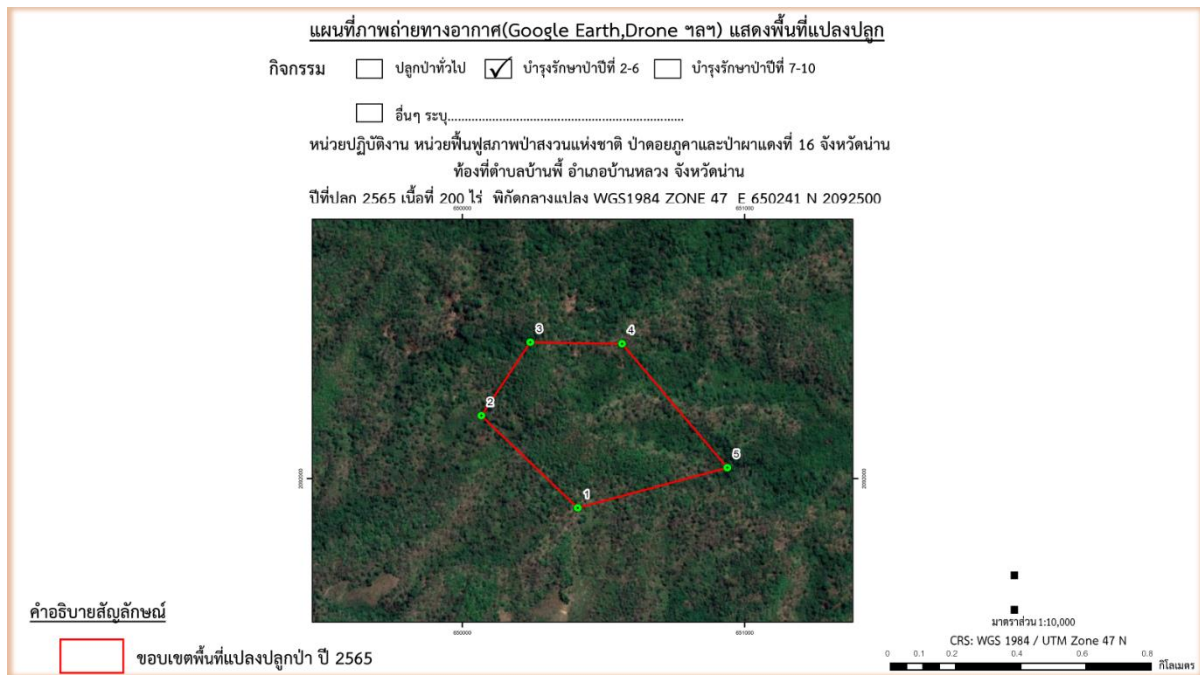 แผนที่ภาพถ่ายทางอากาศ(Google Earth,Drone ฯลฯ) แสดงพื้นที่แปลงปลูก
กิจกรรม ปลูกป่าทั่วไป ✓ บำรุงรักษาป่าปีที่ 2-6 บำรุงรักษาป่าปีที่ 7-10
อื่นๆ ระบุ....................................................................
หน่วยปฏิบัติงาน หน่วยฟื้นฟูสภาพป่าสงวนแห่งชาติ ป่าดอยภูคาและป่าผาแดงที่ 16 จังหวัดน่าน
ท้องที่ตำบลบ้านพี้ อำเภอบ้านหลวง จังหวัดน่าน
ปีที่ปลูก 2565 เนื้อที่ 200 ไร่ พิกัดกลางแปลง WGS1984 ZONE 47 E 650241 N 2092500
650000 651000
3 4
2
5
1
2092000 2092000
650000 651000
คำอธิบายสัญลักษณ์
ขอบเขตพื้นที่แปลงปลูกป่า ปี 2565
มาตราส่วน 1:10,000
CRS: WGS 1984 / UTM Zone 47 N
0 0.1 0.2 0.4 0.6 0.8
กิโลเมตร